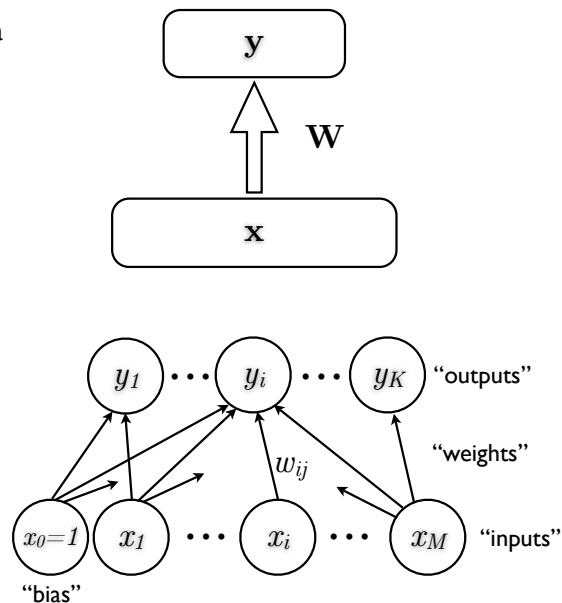 y
W
x
y1 ... yi ... yK "outputs"
wij "weights"
x0=1 x1 ... xi ... xM "inputs"
"bias"